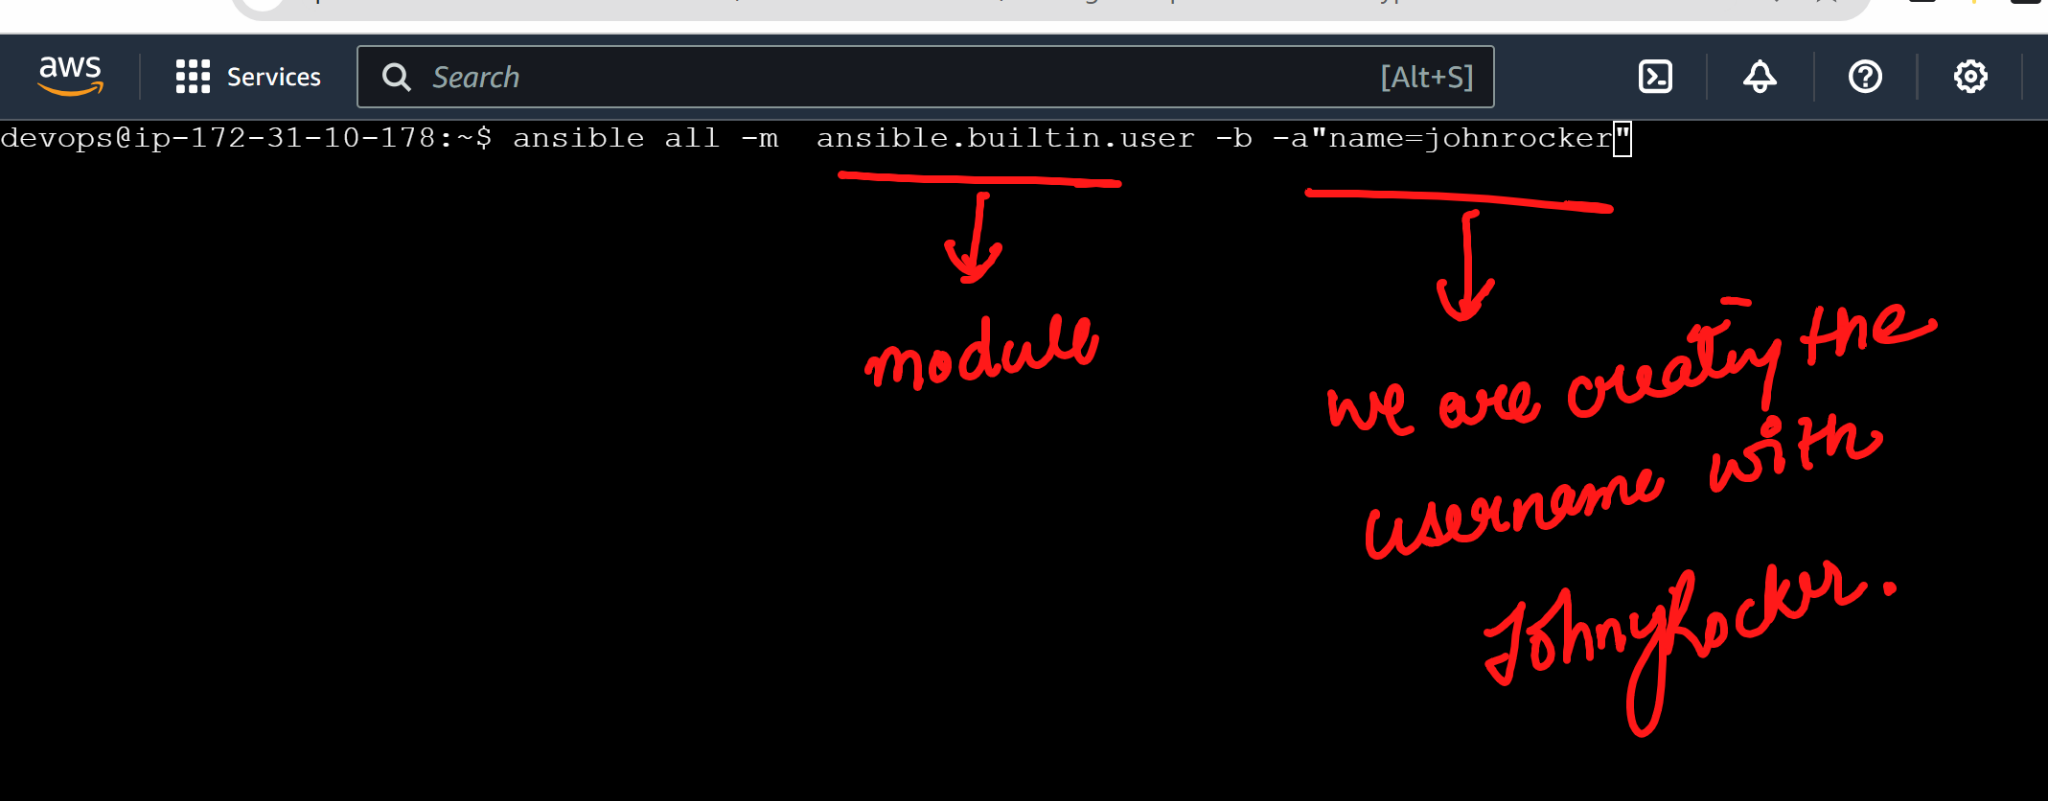 aws Services Search [Alt+S]
devops@ip-172-31-10-178:~$ ansible all -m  ansible.builtin.user -b -a"name=johnrocker"
module
we are creating the
username with
JohnyRocker.